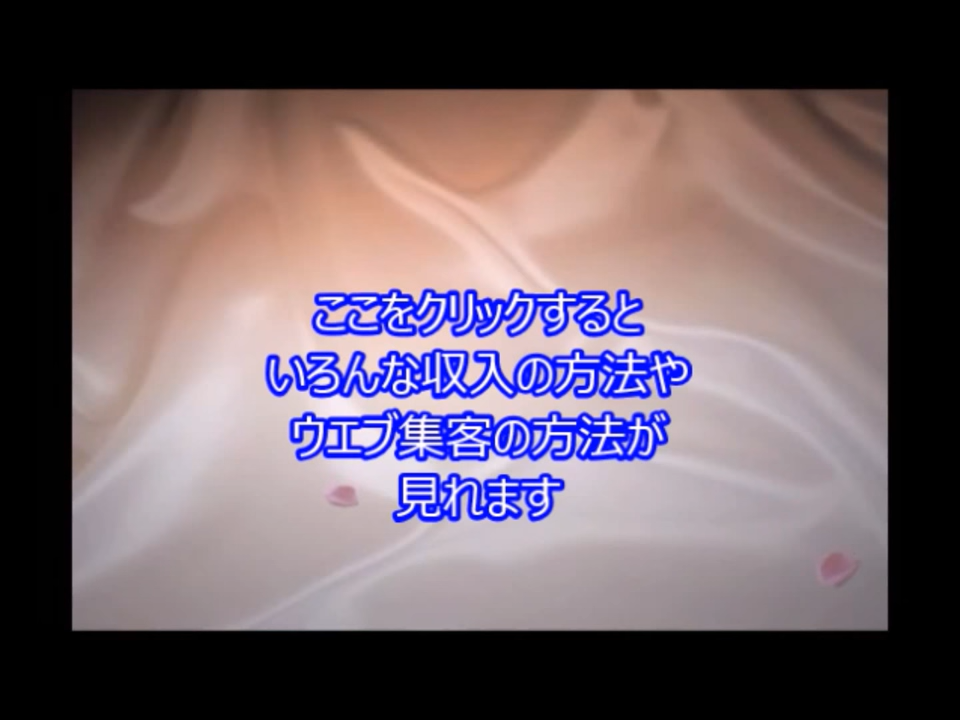 ここをクリックすると
いろんな収入の方法や
ウエブ集客の方法が
見れます